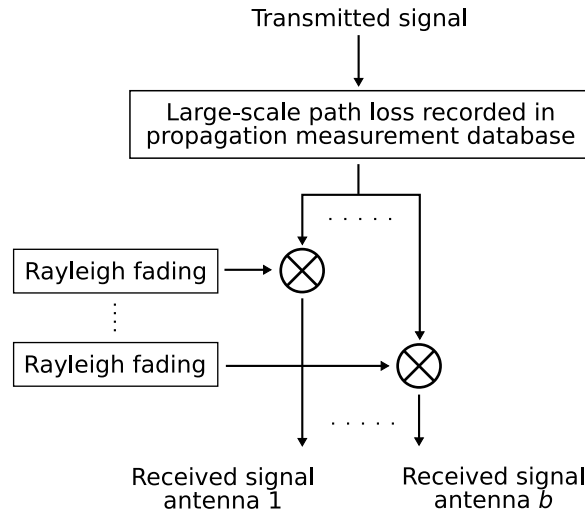 Transmitted signal
Large-scale path loss recorded in
propagation measurement database
. . . . .
Rayleigh fading
Rayleigh fading
. . . . .
Received signal
antenna 1
Received signal
antenna b